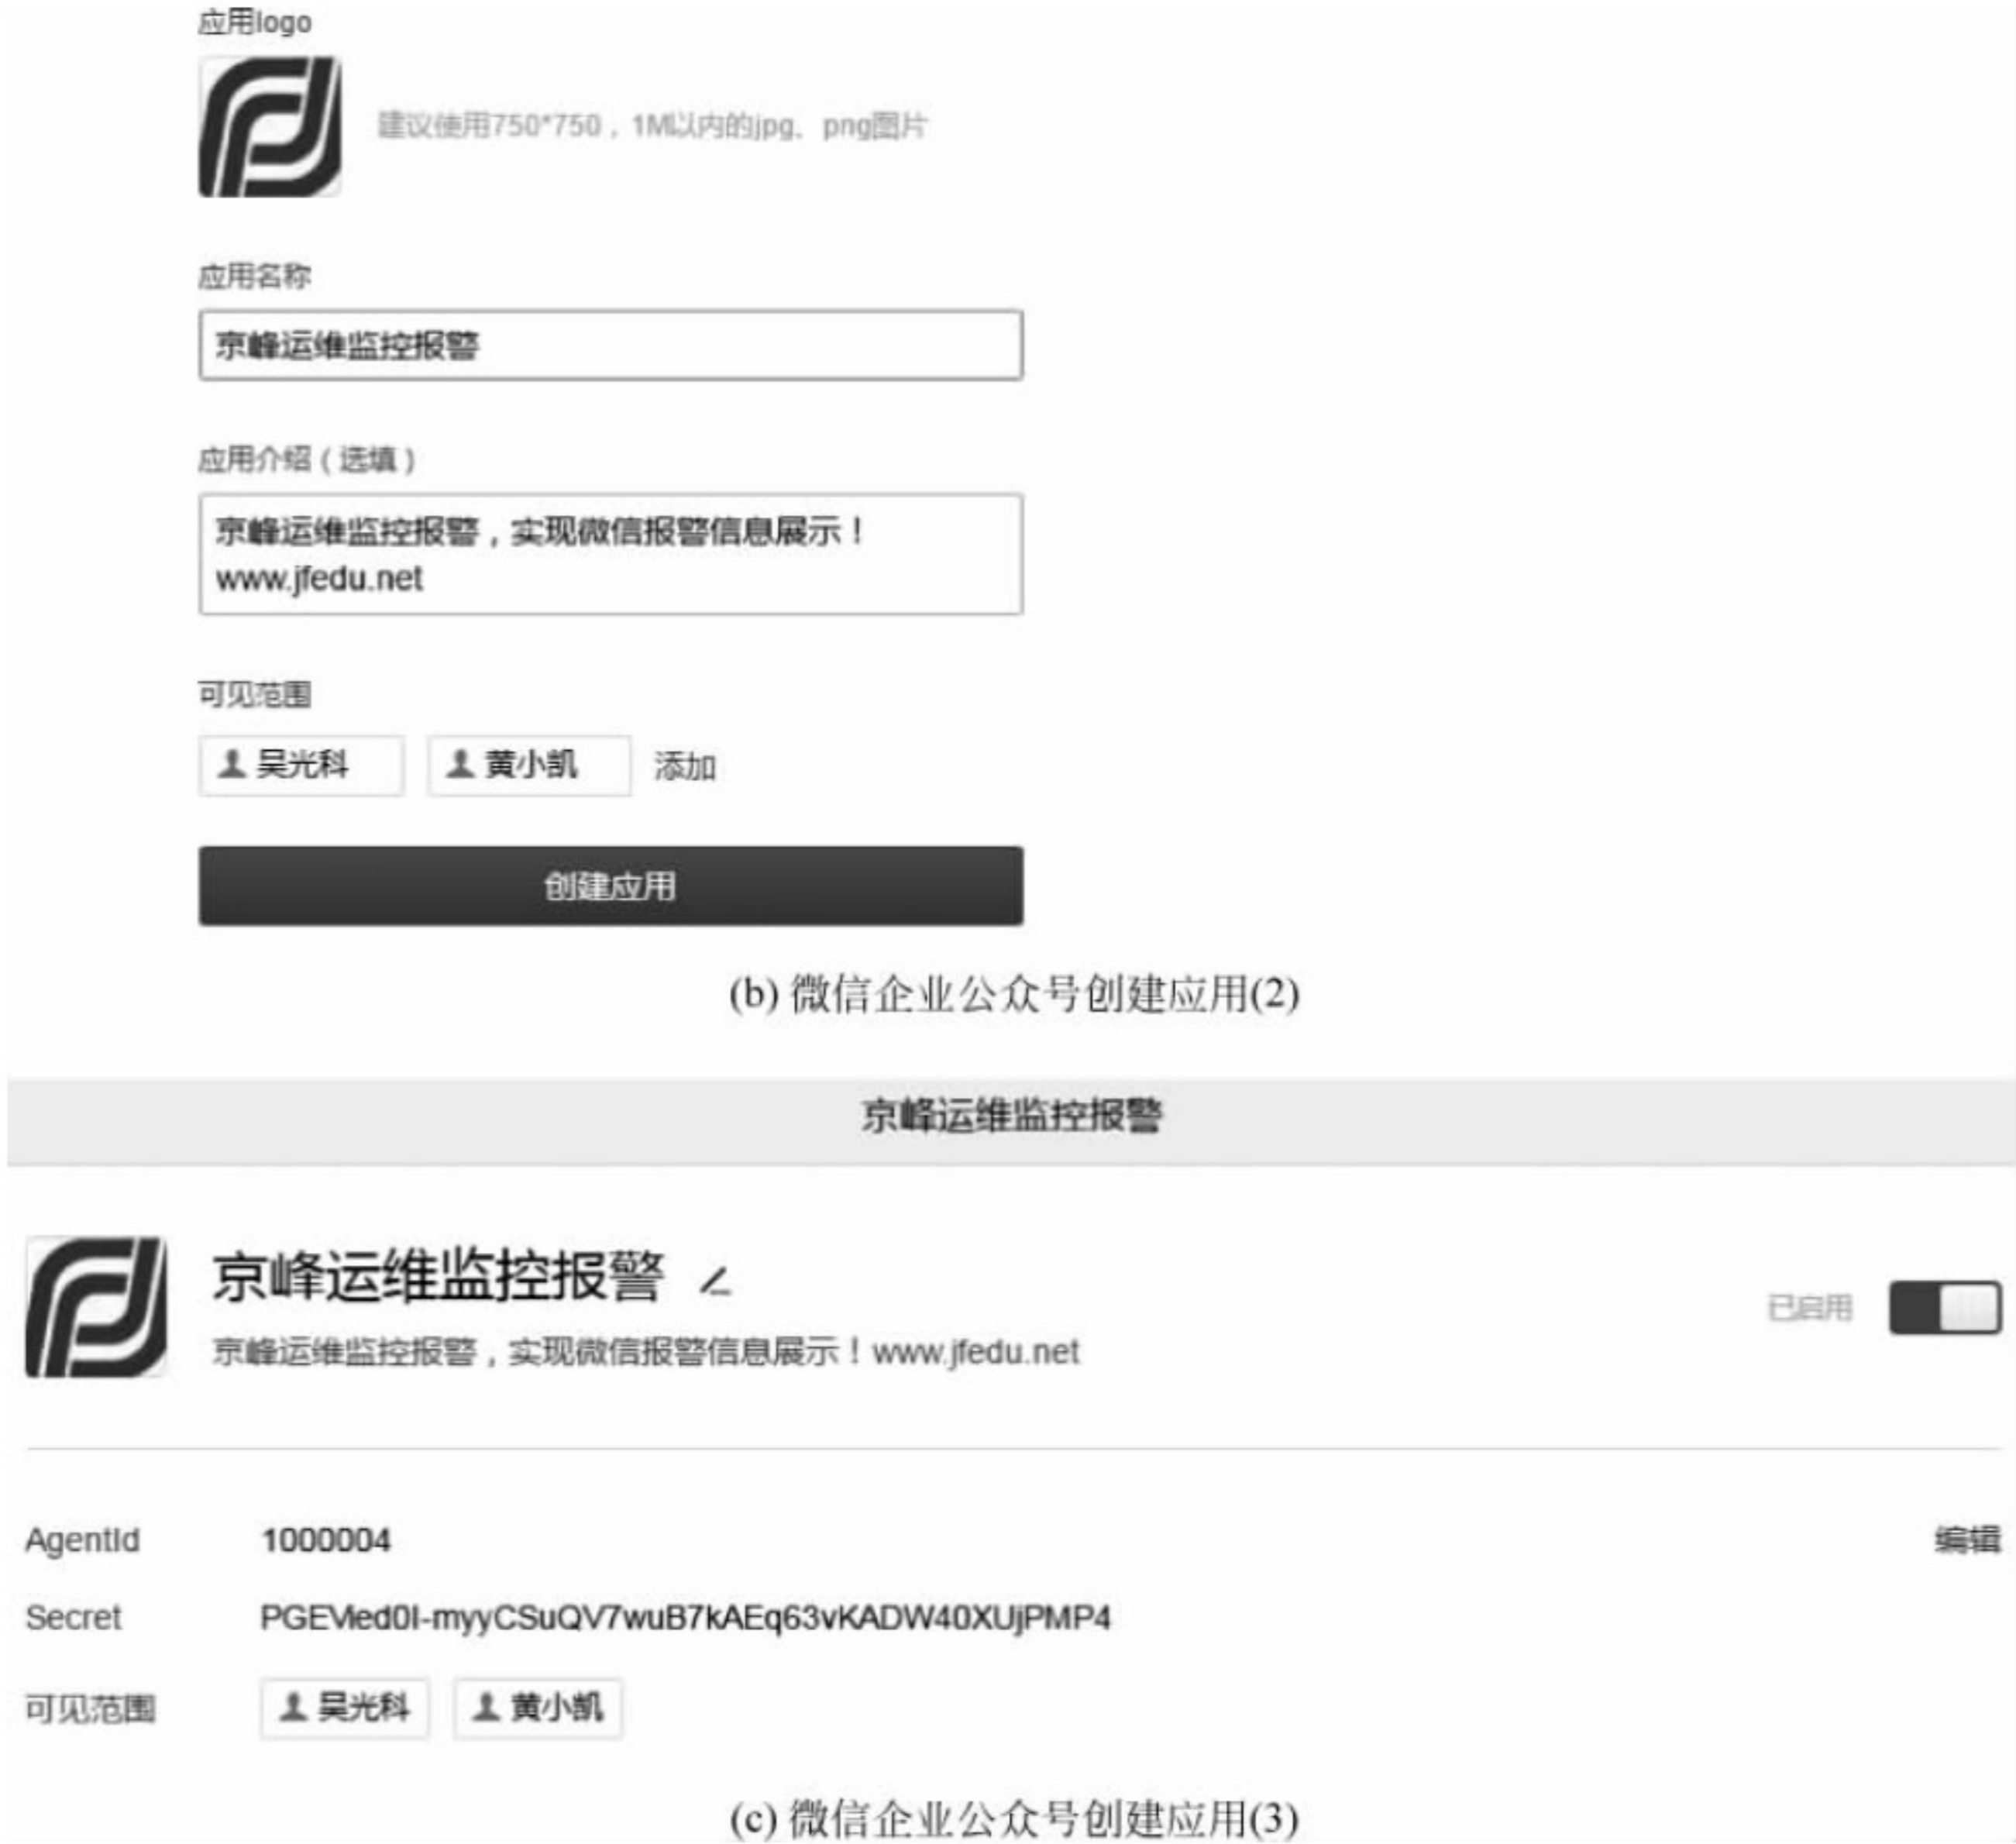 应用logo
建议使用750*750，1M以内的jpg、png图片
应用名称
京峰运维监控报警
应用介绍（选填）
京峰运维监控报警，实现微信报警信息展示！
www.jfedu.net
可见范围
吴光科 黄小凯 添加
创建应用
(b) 微信企业公众号创建应用(2)
京峰运维监控报警
京峰运维监控报警
京峰运维监控报警，实现微信报警信息展示！www.jfedu.net
已启用
AgentId 1000004 编辑
Secret PGEVied0I-myyCSuQV7wuB7kAEq63vKADW40XUjPMP4
可见范围 吴光科 黄小凯
(c) 微信企业公众号创建应用(3)